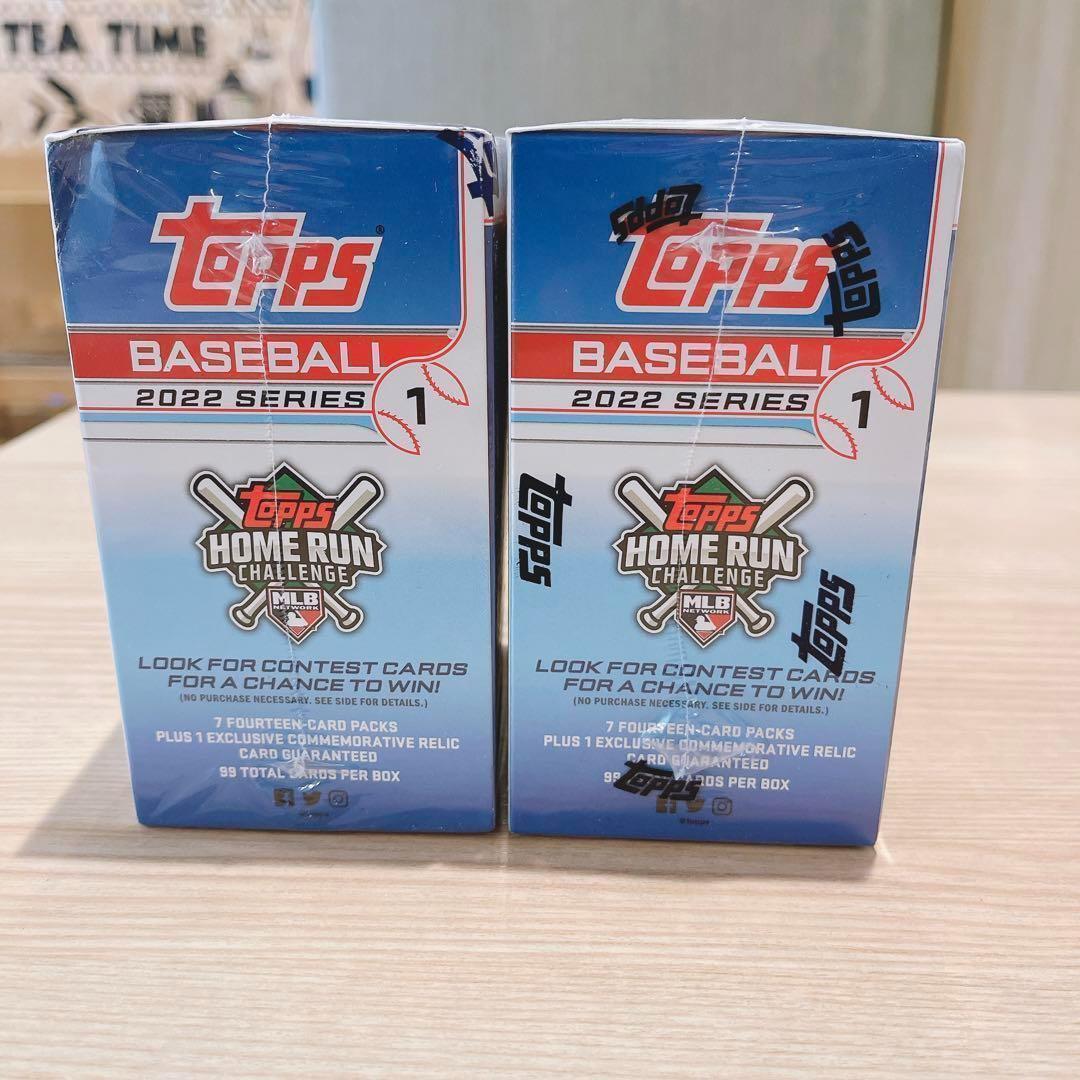 TEA TIME
Topps®
BASEBALL
2022 SERIES 1
Topps
HOME RUN
CHALLENGE
MLB
NETWORK
LOOK FOR CONTEST CARDS
FOR A CHANCE TO WIN!
(NO PURCHASE NECESSARY. SEE SIDE FOR DETAILS.)
7 FOURTEEN-CARD PACKS
PLUS 1 EXCLUSIVE COMMEMORATIVE RELIC
CARD GUARANTEED
99 TOTAL CARDS PER BOX
Topps
Topps
Topps
BASEBALL
2022 SERIES 1
Topps
Topps
HOME RUN
CHALLENGE
MLB
NETWORK
Topps
LOOK FOR CONTEST CARDS
FOR A CHANCE TO WIN!
(NO PURCHASE NECESSARY. SEE SIDE FOR DETAILS.)
7 FOURTEEN-CARD PACKS
PLUS 1 EXCLUSIVE COMMEMORATIVE RELIC
CARD GUARANTEED
Topps
CARDS PER BOX
@topps